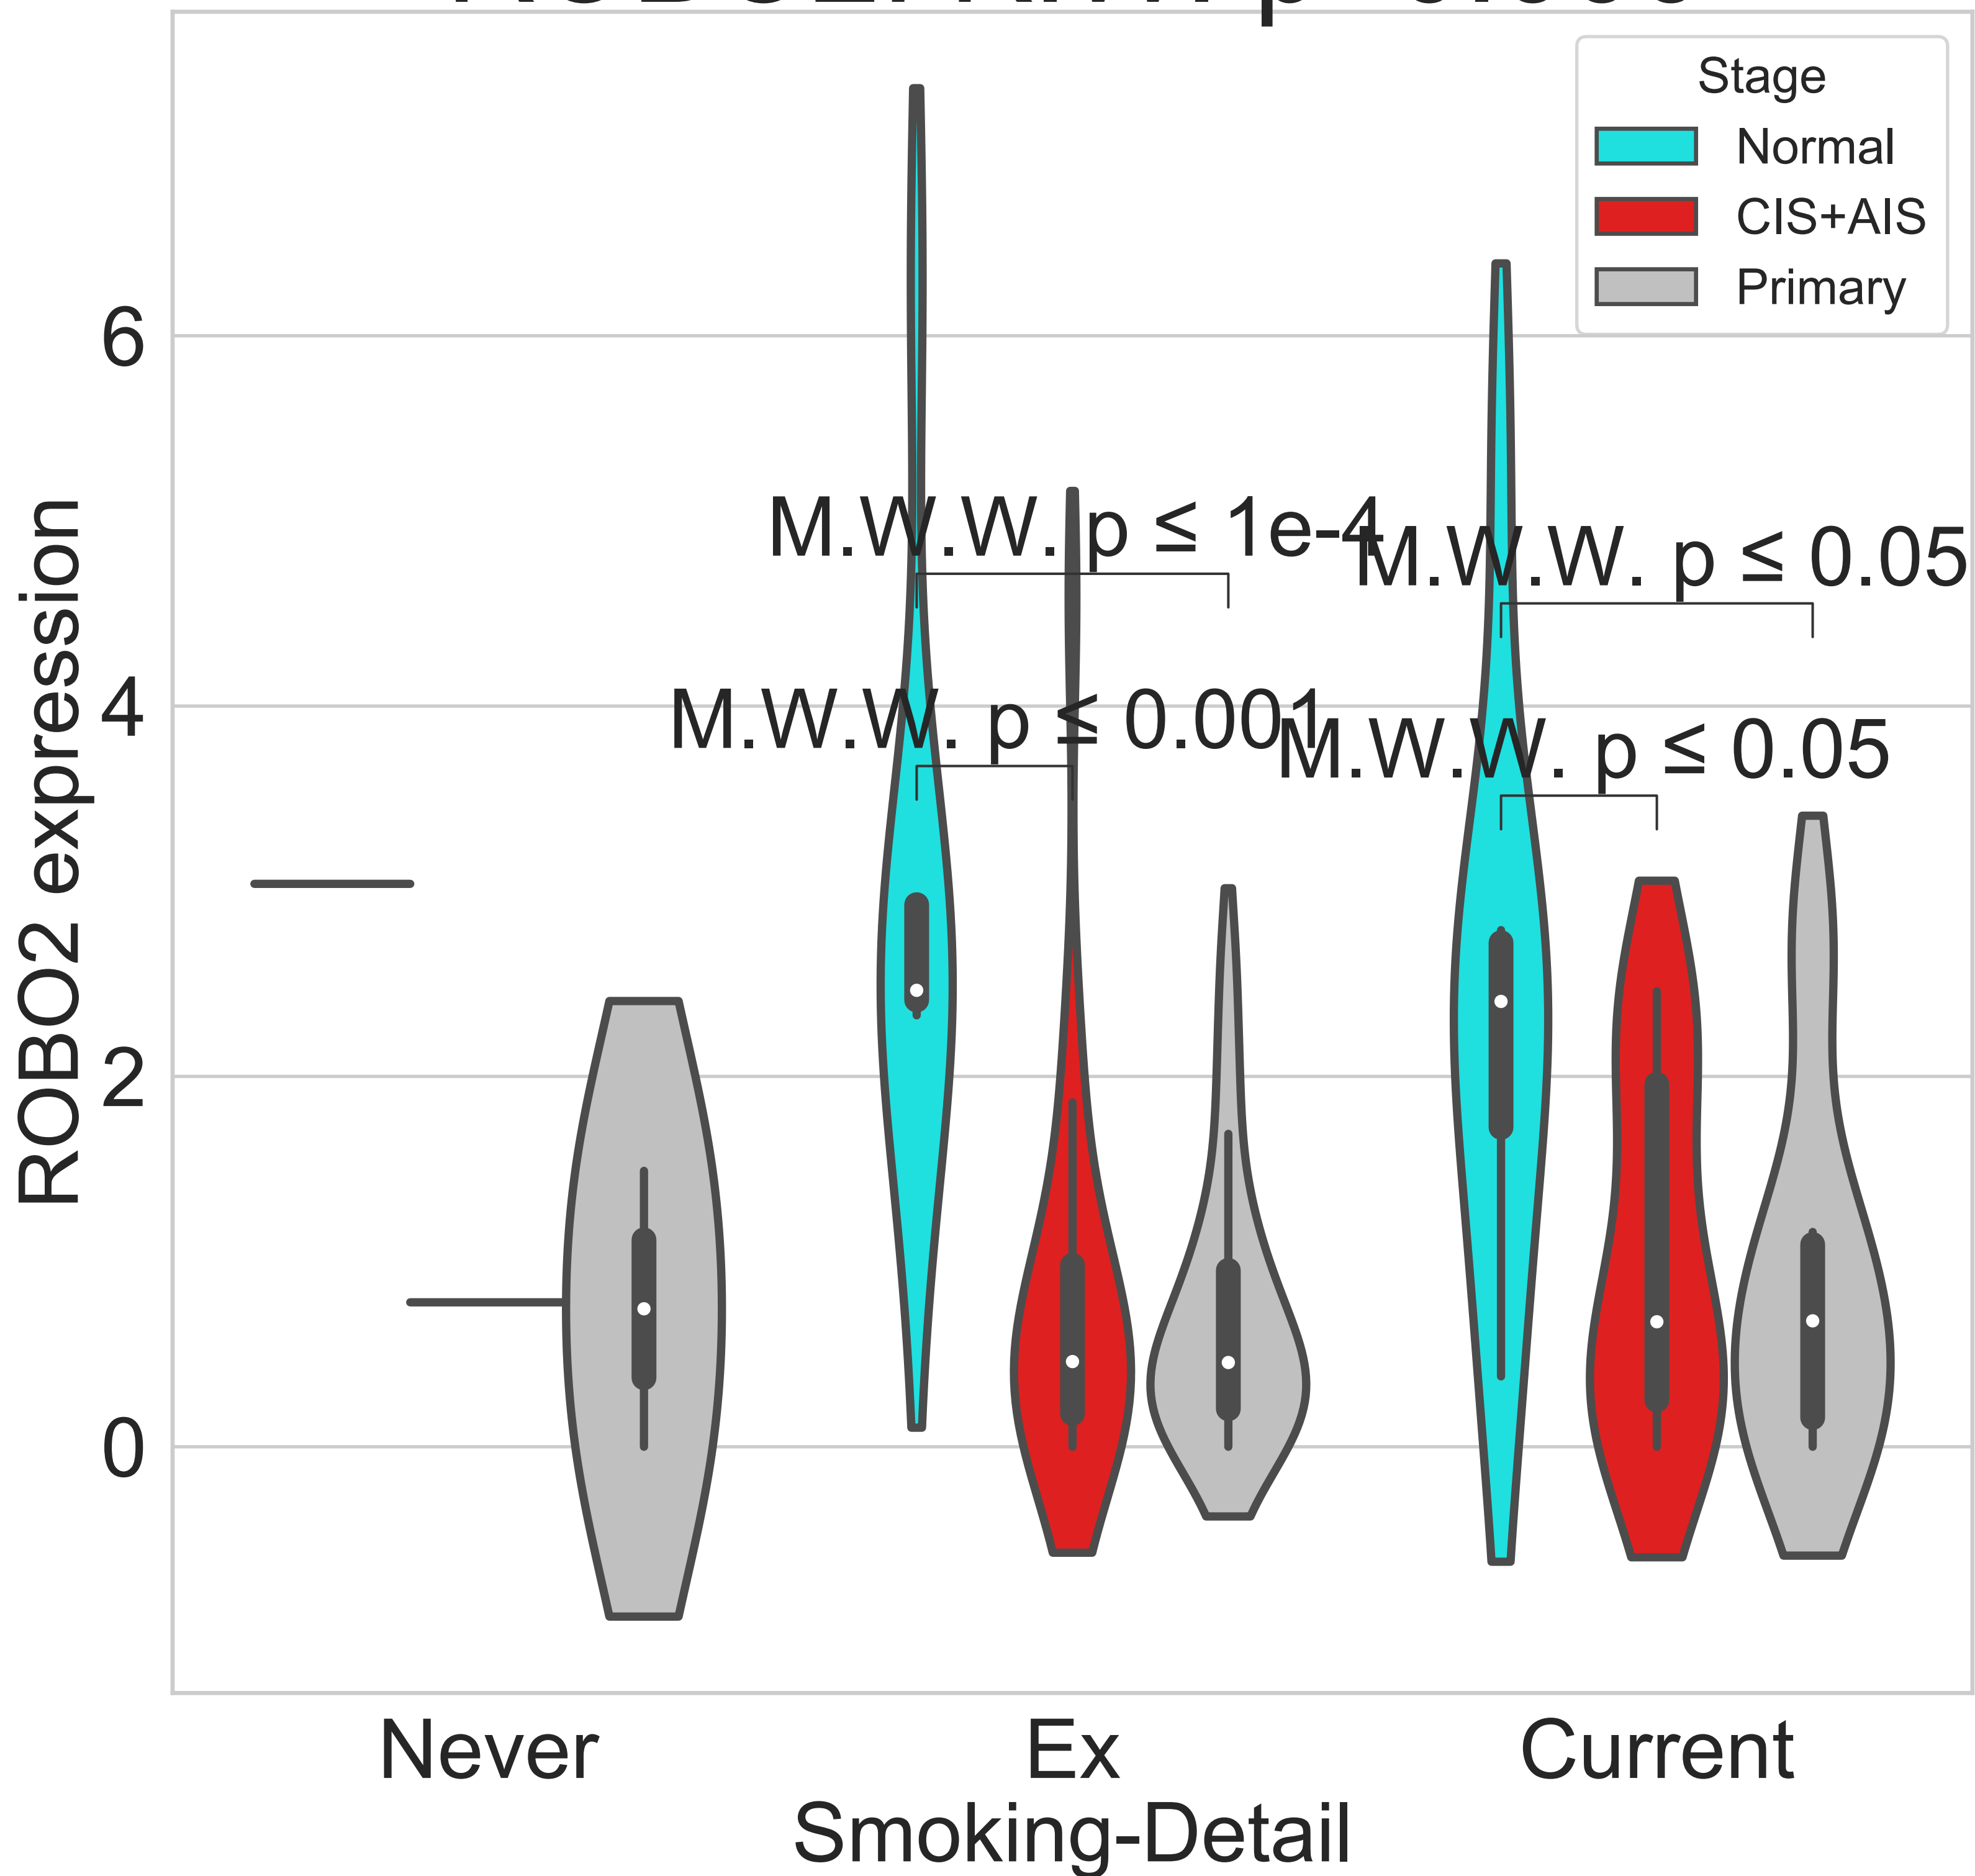 Stage
Normal
CIS+AIS
Primary
6
4
2
0
ROBO2 expression
M.W.W. p ≤ 1e-4
M.W.W. p ≤ 0.05
M.W.W. p ≤ 0.001
M.W.W. p ≤ 0.05
Never
Ex
Current
Smoking-Detail